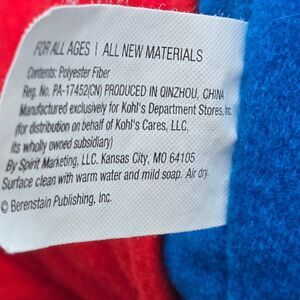 FOR ALL AGES | ALL NEW MATERIALS
Contents: Polyester Fiber
Reg. No. PA-17452(CN) PRODUCED IN QINZHOU, CHINA
Manufactured exclusively for Kohl's Department Stores, Inc.
(for distribution on behalf of Kohl's Cares, LLC,
its wholly owned subsidiary)
By Spirit Marketing, LLC. Kansas City, MO 64105
Surface clean with warm water and mild soap. Air dry.
© Berenstain Publishing, Inc.